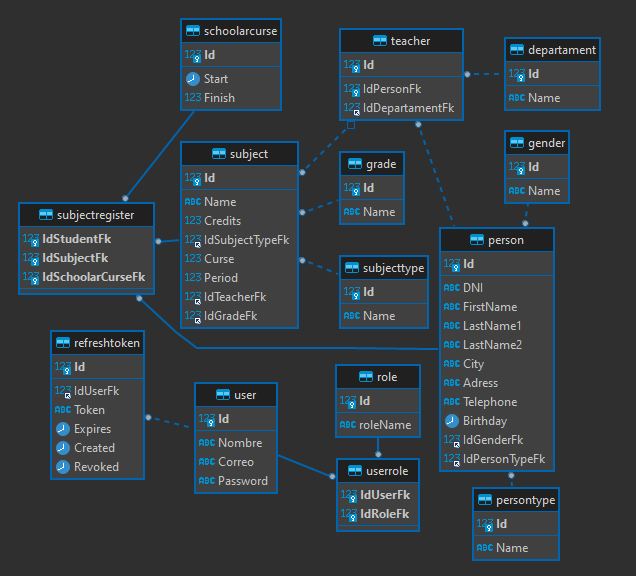 schoolarcurse
123 Id
Start
123 Finish
teacher
123 Id
123 IdPersonFk
123 IdDepartamentFk
departament
123 Id
ABC Name
subject
123 Id
ABC Name
123 Credits
123 IdSubjectTypeFk
123 Curse
123 Period
123 IdTeacherFk
123 IdGradeFk
grade
123 Id
ABC Name
gender
123 Id
ABC Name
subjectregister
123 IdStudentFk
123 IdSubjectFk
123 IdSchoolarCurseFk
subjecttype
123 Id
ABC Name
person
123 Id
ABC DNI
ABC FirstName
ABC LastName1
ABC LastName2
ABC City
ABC Adress
ABC Telephone
Birthday
123 IdGenderFk
123 IdPersonTypeFk
refreshtoken
123 Id
123 IdUserFk
ABC Token
Expires
Created
Revoked
user
123 Id
ABC Nombre
ABC Correo
ABC Password
role
123 Id
ABC roleName
userrole
123 IdUserFk
123 IdRoleFk
persontype
123 Id
ABC Name